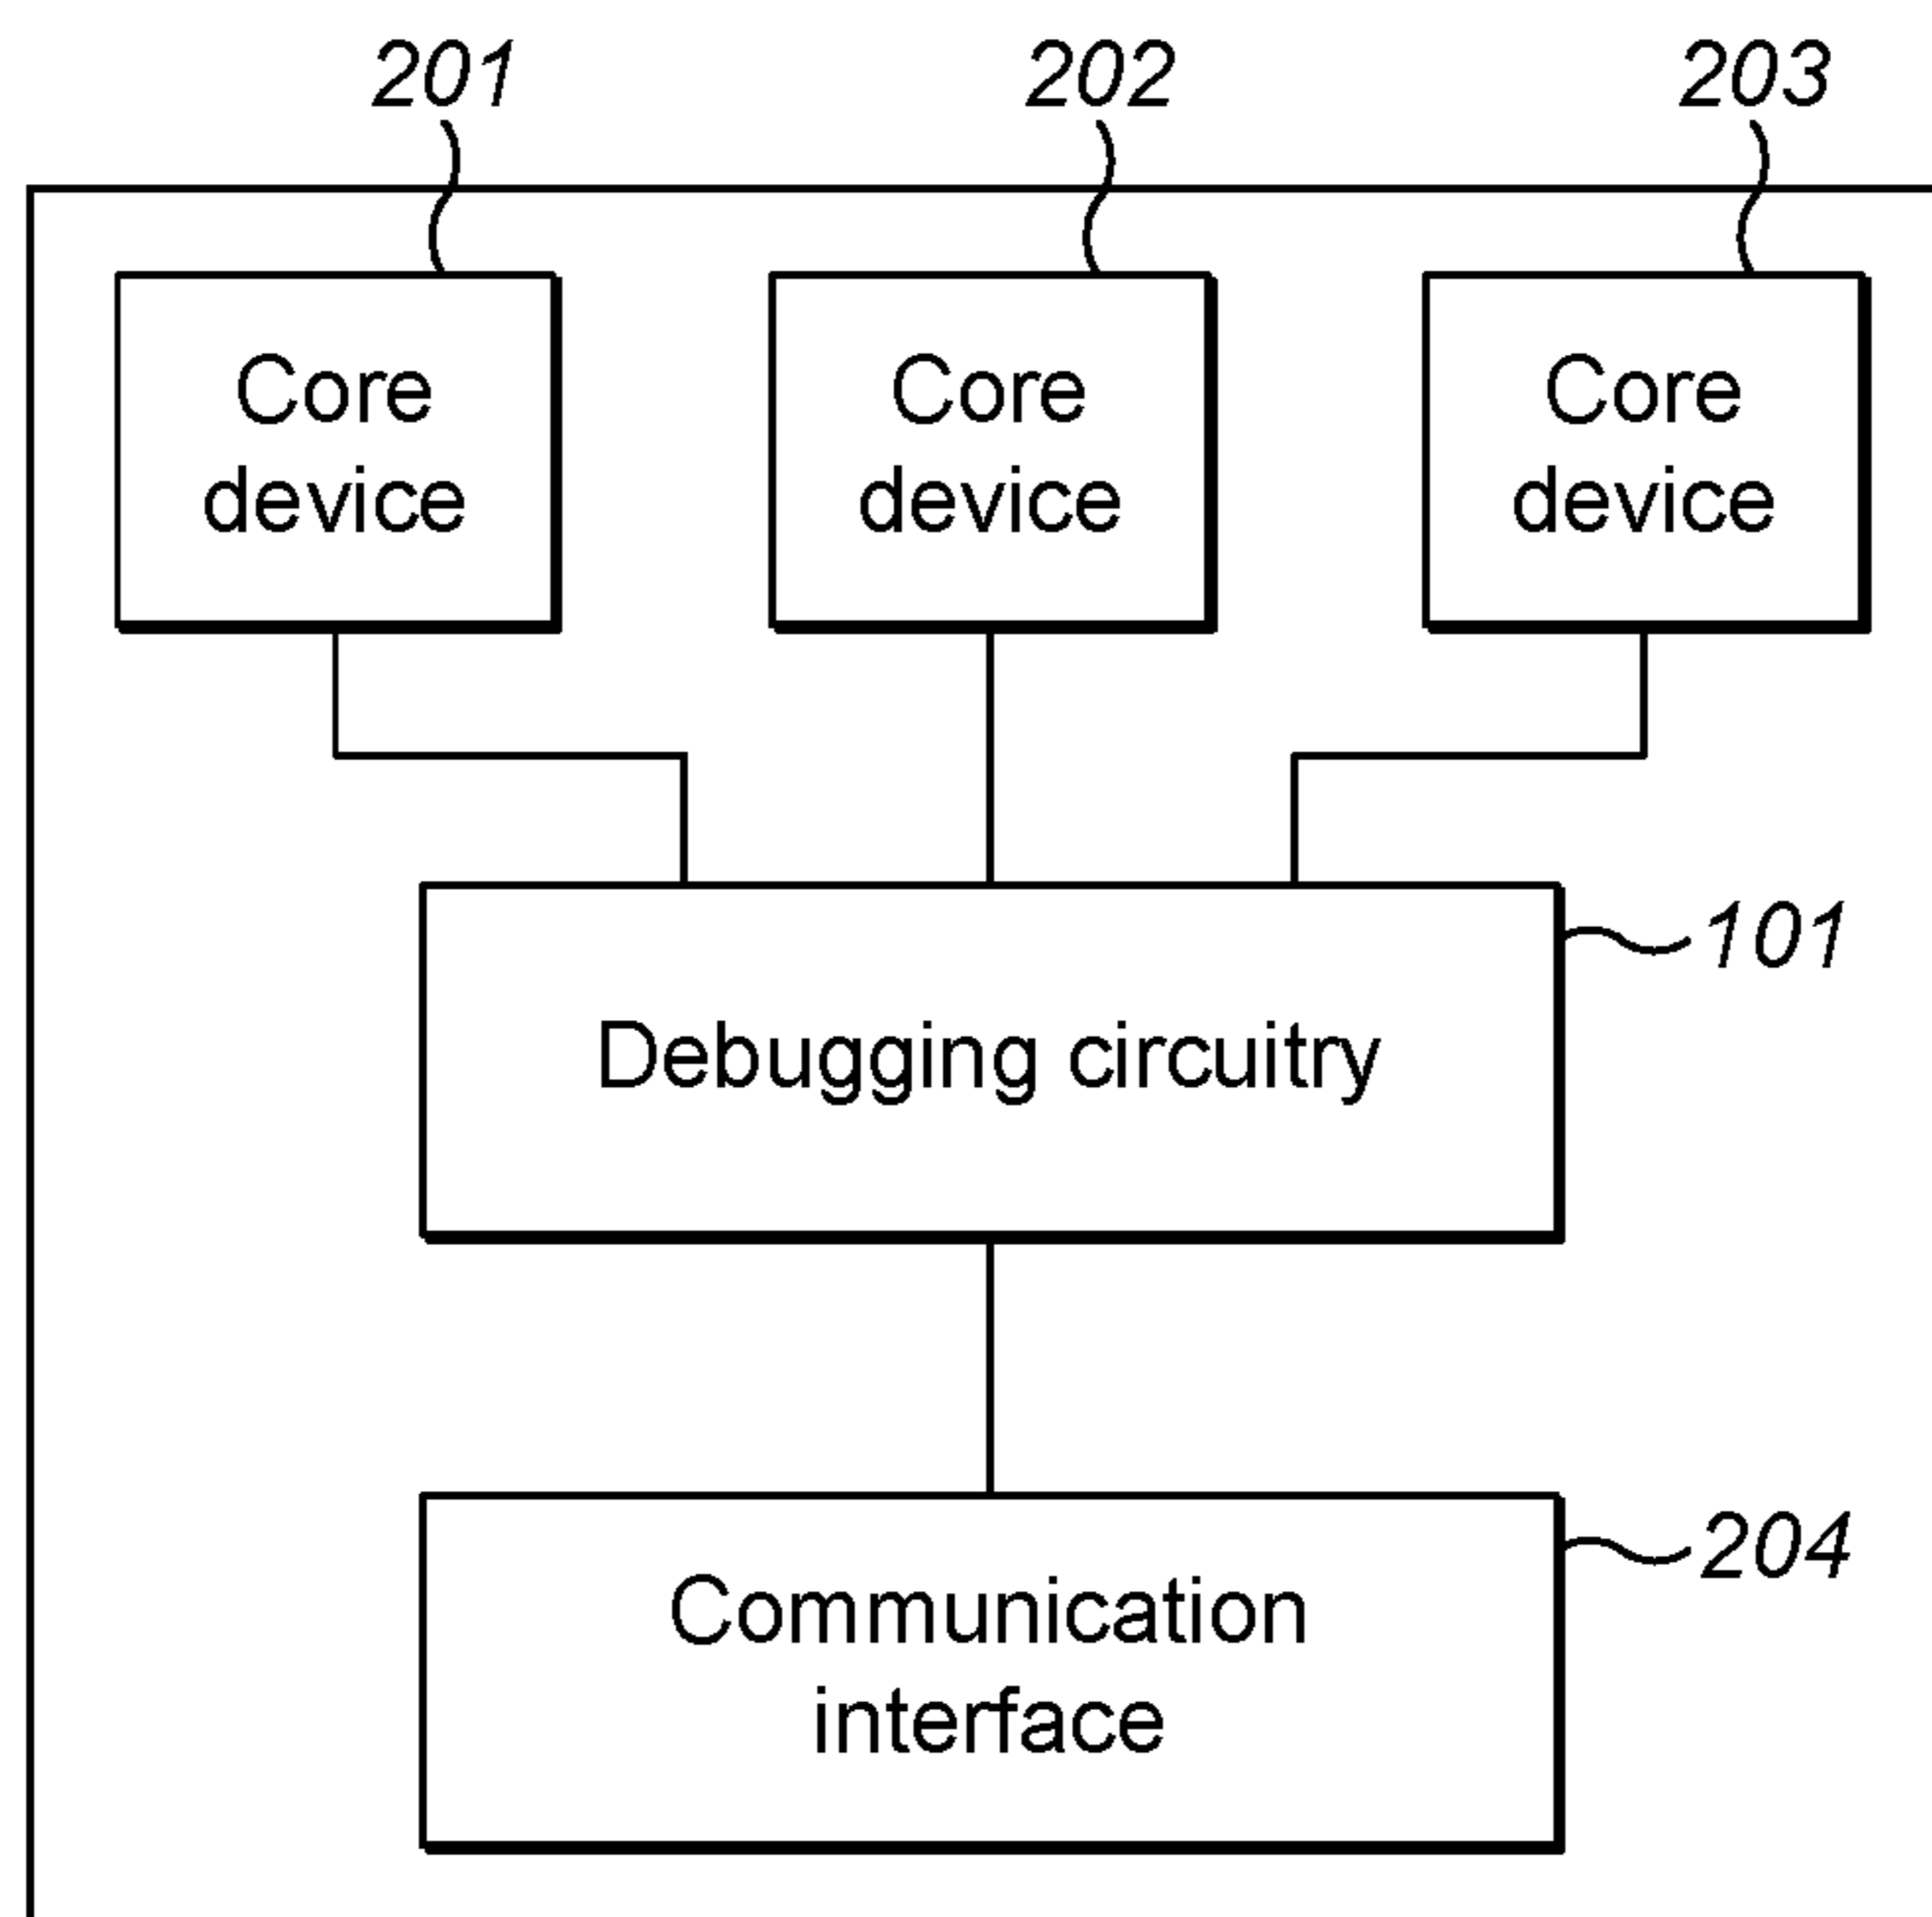 201 202 203
Core Core Core
device device device
101
Debugging circuitry
204
Communication
interface